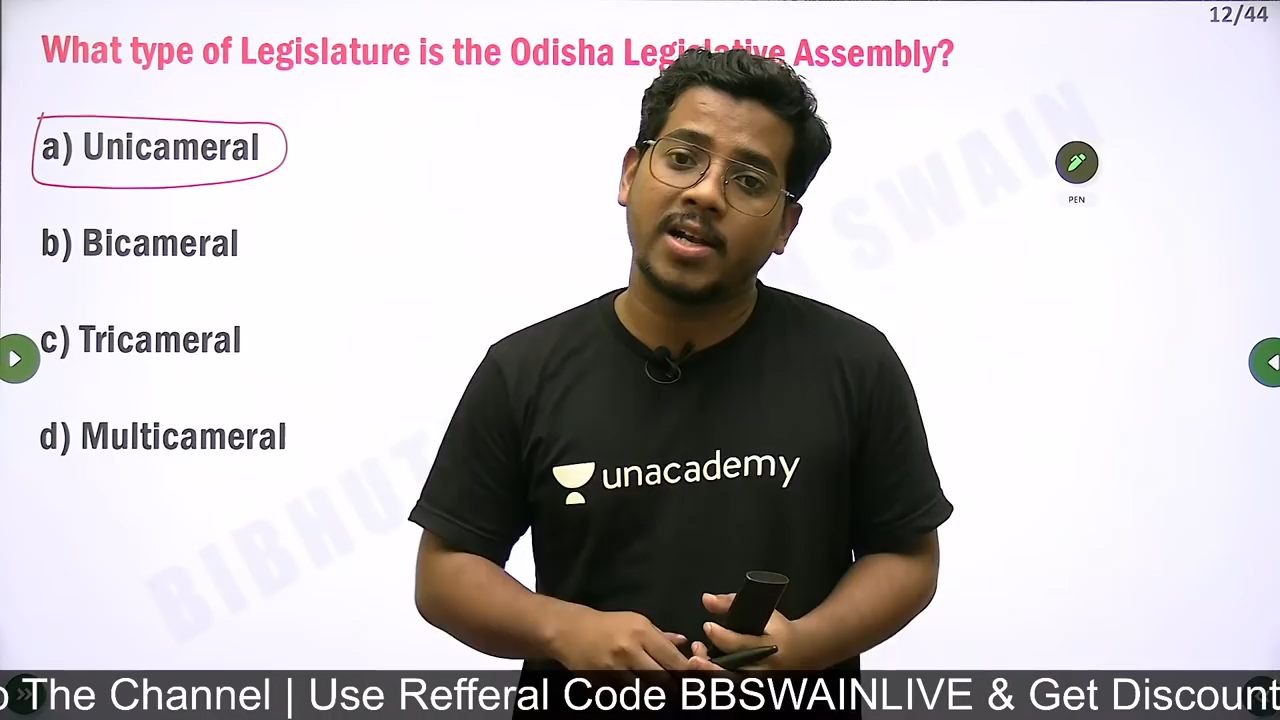 12/44
What type of Legislature is the Odisha Legislative Assembly?
a) Unicameral
PEN
b) Bicameral
c) Tricameral
d) Multicameral
unacademy
SWAIN
o The Channel | Use Refferal Code BBSWAINLIVE & Get Discount